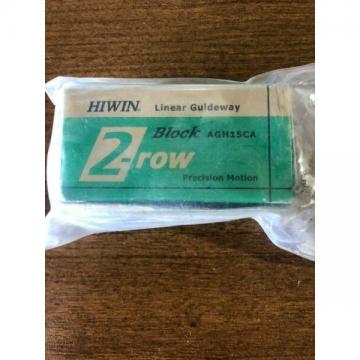 HIWIN. Linear Guideway
Block AGH15CA
2-row
Precision Motion